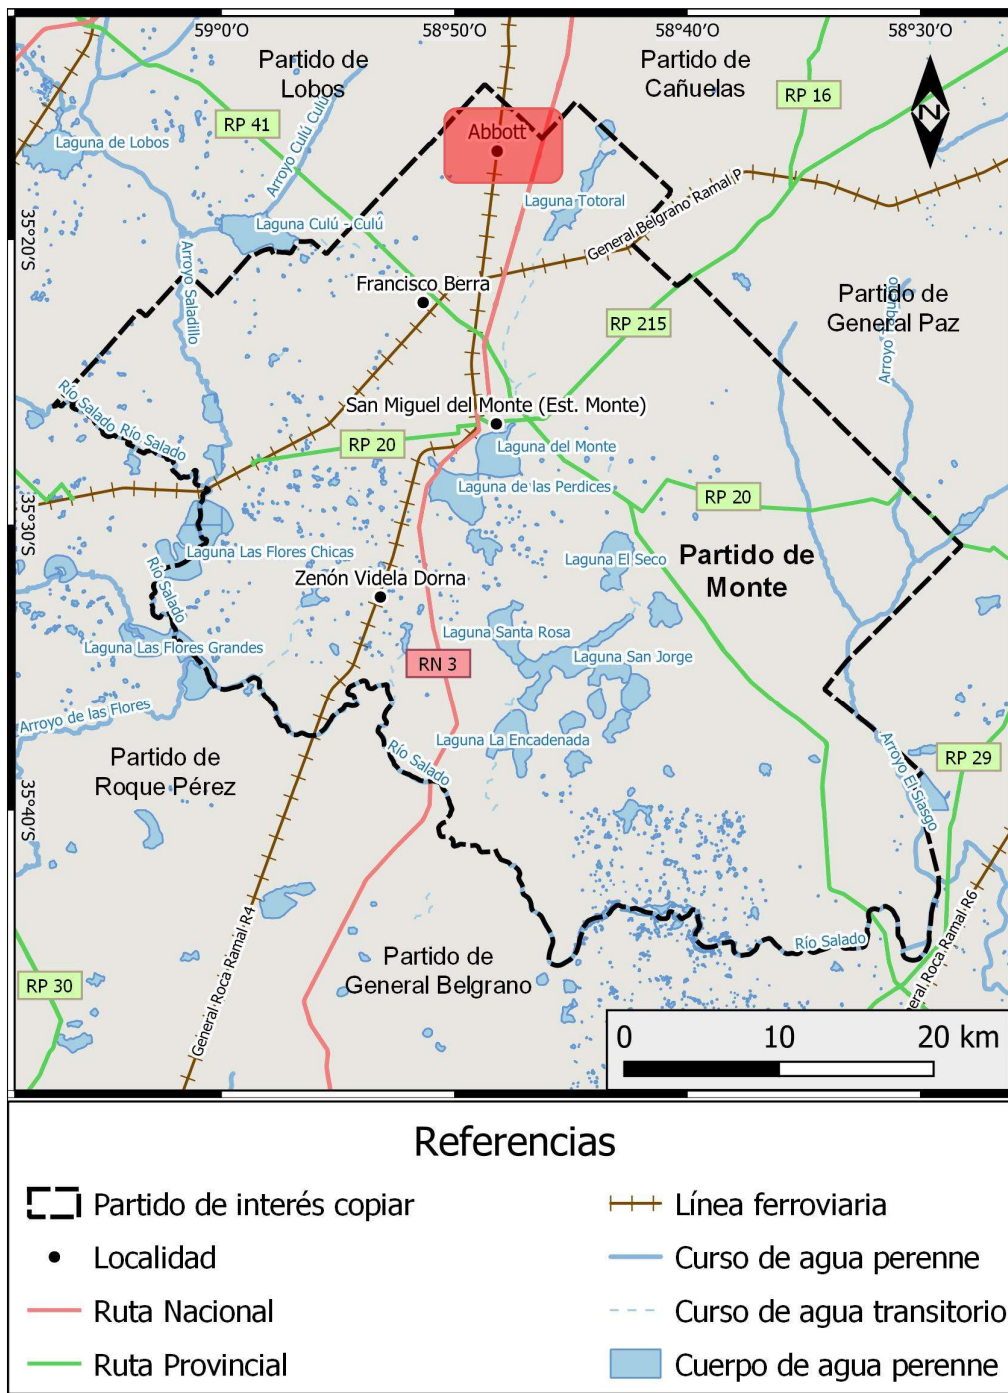 59°0'O
58°50'O
58°40'O
58°30'O
Partido de
Lobos
Partido de
Cañuelas
RP 16
RP 41
Abbott
N
Laguna de Lobos
Arroyo Culú Culú
Laguna Totoral
General Belgrano Ramal P
Laguna Culú - Culú
35°20'S
Arroyo Saladillo
Francisco Berra
Partido de
General Paz
RP 215
Río Salado Río Salado
San Miguel del Monte (Est. Monte)
RP 20
Laguna del Monte
Laguna de las Perdices
RP 20
35°30'S
Laguna Las Flores Chicas
Laguna El Seco
Partido de
Monte
Zenón Videla Dorna
Río Salado
Laguna Santa Rosa
Laguna Las Flores Grandes
RN 3
Laguna San Jorge
Arroyo de las Flores
Laguna La Encadenada
Partido de
Roque Pérez
Río Salado
Arroyo El Siasgo
RP 29
35°40'S
General Roca Ramal R4
Partido de
General Belgrano
Río Salado
General Roca Ramal R6
RP 30
0 10 20 km
Referencias
Partido de interés copiar
Localidad
Ruta Nacional
Ruta Provincial
Línea ferroviaria
Curso de agua perenne
Curso de agua transitorio
Cuerpo de agua perenne